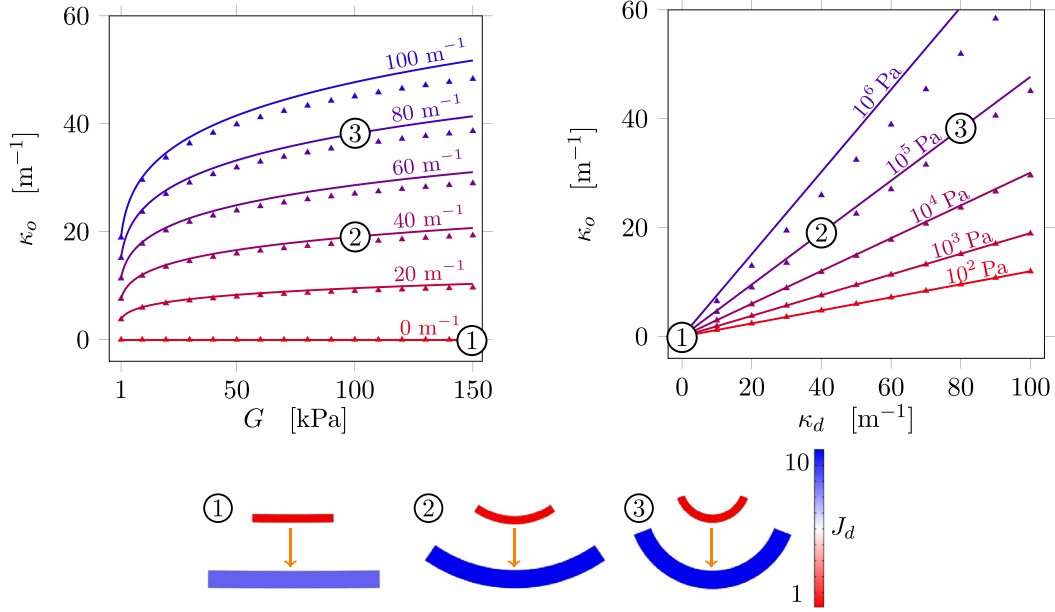 60
40
20
0
κₒ [m⁻¹]
100 m⁻¹
80 m⁻¹
60 m⁻¹
40 m⁻¹
20 m⁻¹
0 m⁻¹
3
2
1
1 50 100 150
G [kPa]
60
40
20
0
κₒ [m⁻¹]
10⁶ Pa
10⁵ Pa
10⁴ Pa
10³ Pa
10² Pa
3
2
1
0 20 40 60 80 100
κ_d [m⁻¹]
1
2
3
10
J_d
1